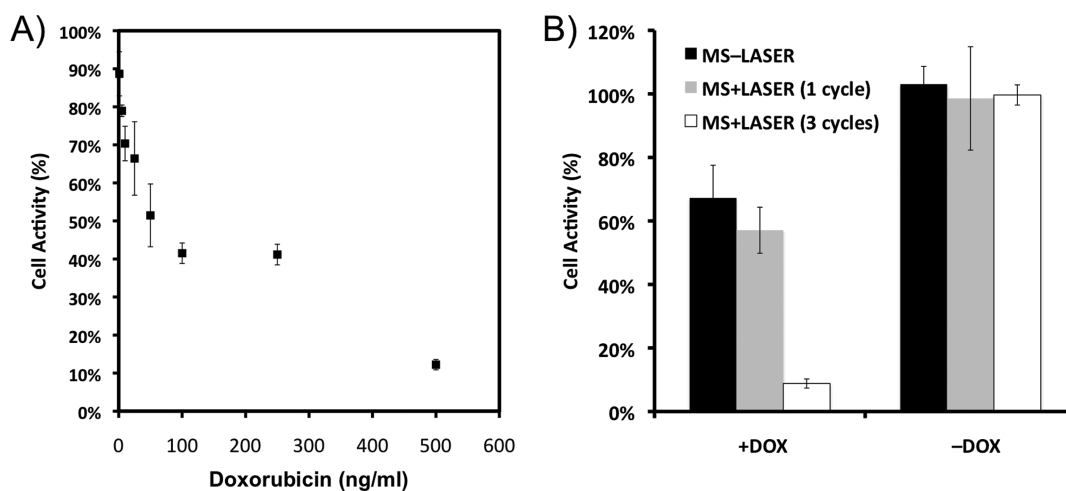 A)
100%
90%
80%
70%
60%
50%
40%
30%
20%
10%
0%
Cell Activity (%)
0 100 200 300 400 500 600
Doxorubicin (ng/ml)
B)
120%
100%
80%
60%
40%
20%
0%
Cell Activity (%)
MS–LASER
MS+LASER (1 cycle)
MS+LASER (3 cycles)
+DOX –DOX